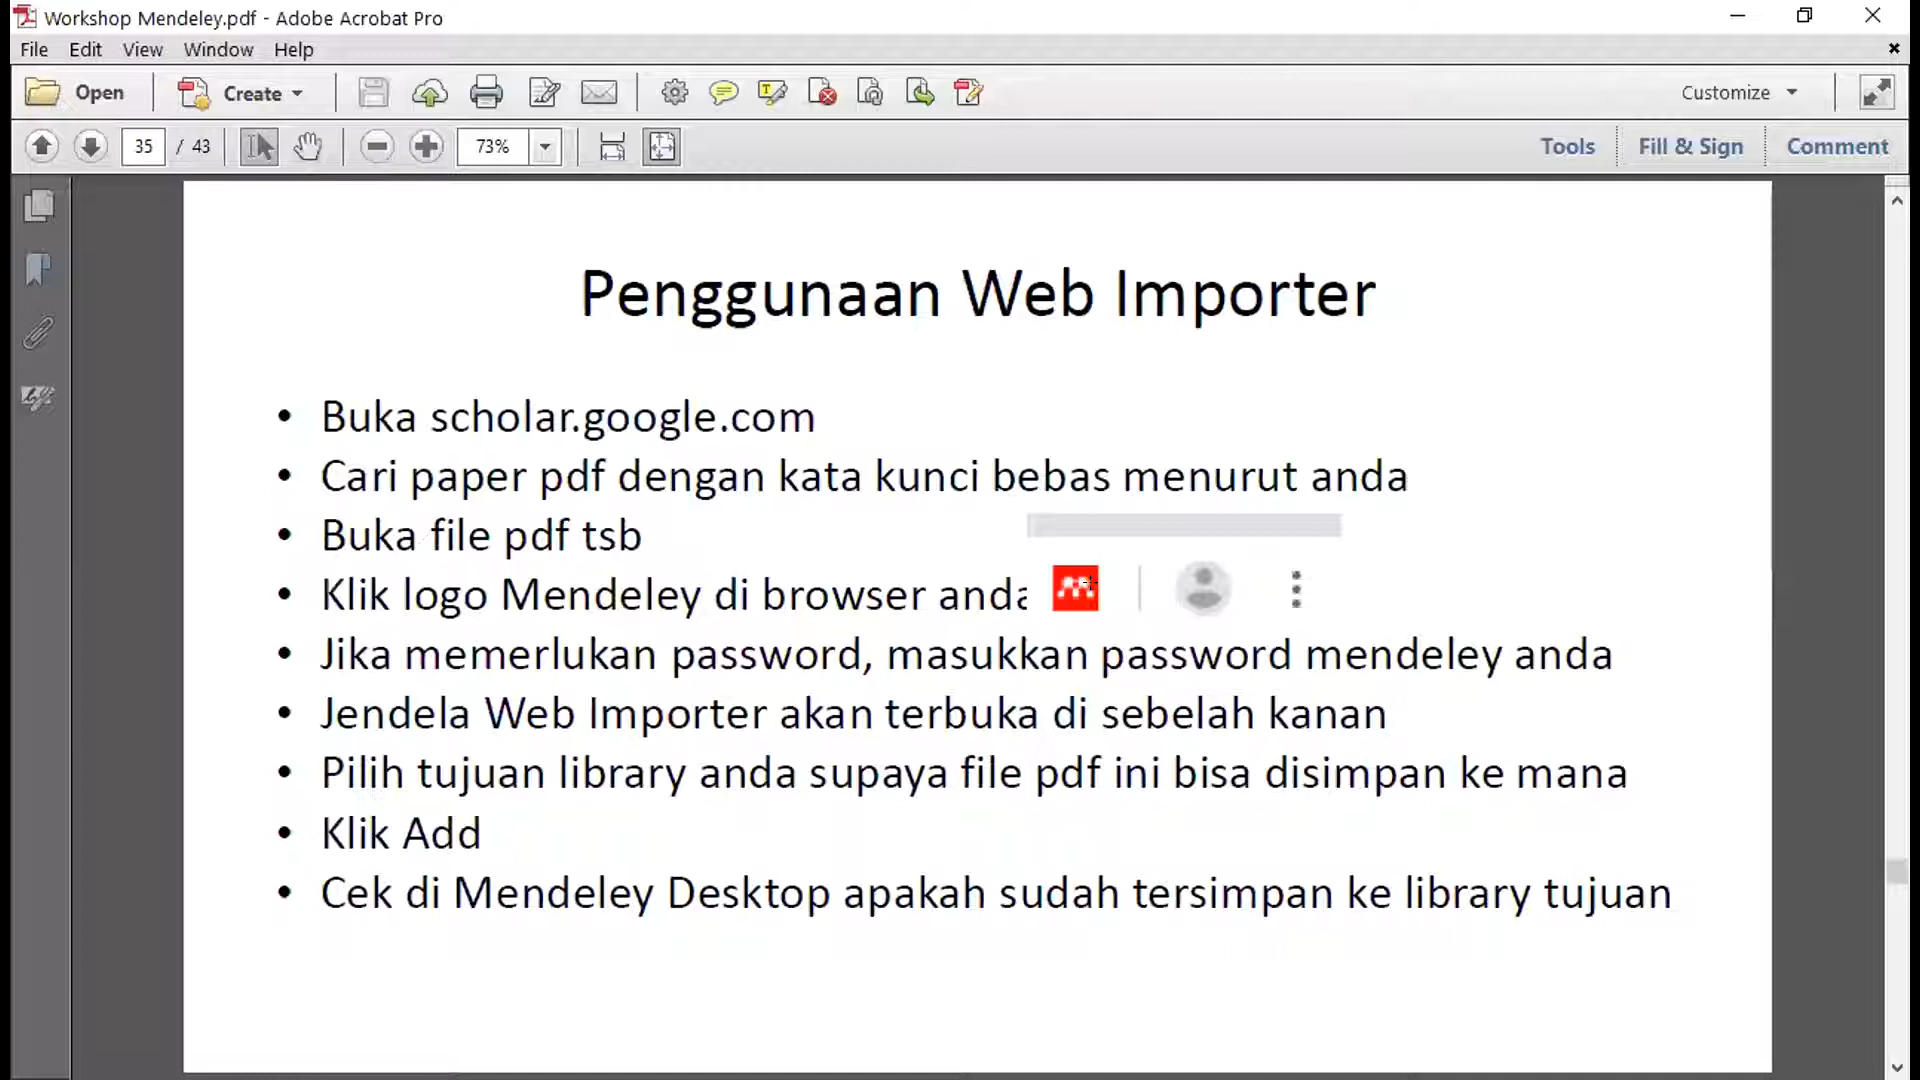 Workshop Mendeley.pdf - Adobe Acrobat Pro
File Edit View Window Help
Open Create Customize
35 / 43 73% Tools Fill & Sign Comment
Penggunaan Web Importer
• Buka scholar.google.com
• Cari paper pdf dengan kata kunci bebas menurut anda
• Buka file pdf tsb
• Klik logo Mendeley di browser anda
• Jika memerlukan password, masukkan password mendeley anda
• Jendela Web Importer akan terbuka di sebelah kanan
• Pilih tujuan library anda supaya file pdf ini bisa disimpan ke mana
• Klik Add
• Cek di Mendeley Desktop apakah sudah tersimpan ke library tujuan